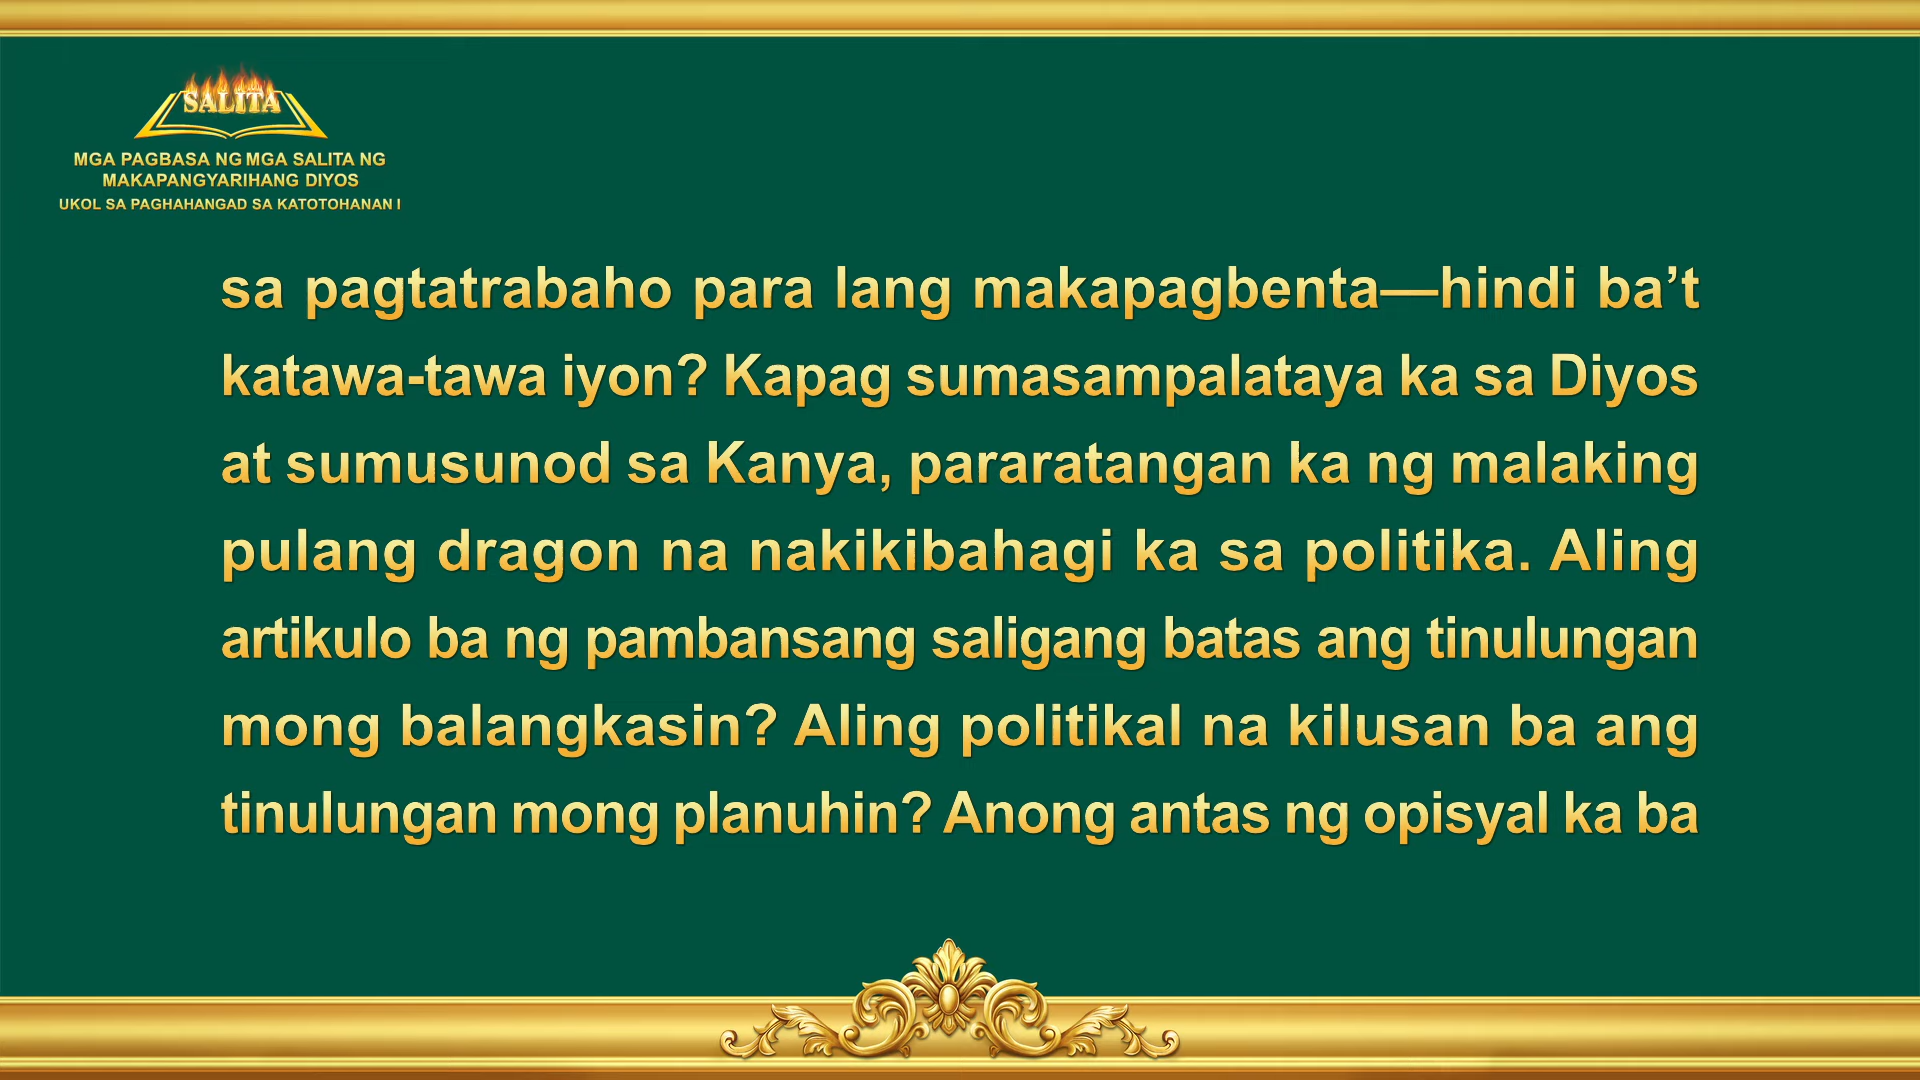 SALITA
MGA PAGBASA NG MGA SALITA NG
MAKAPANGYARIHANG DIYOS
UKOL SA PAGHAHANGAD SA KATOTOHANAN I
sa pagtatrabaho para lang makapagbenta—hindi ba’t
katawa-tawa iyon? Kapag sumasampalataya ka sa Diyos
at sumusunod sa Kanya, pararatangan ka ng malaking
pulang dragon na nakikibahagi ka sa politika. Aling
artikulo ba ng pambansang saligang batas ang tinulungan
mong balangkasin? Aling politikal na kilusan ba ang
tinulungan mong planuhin? Anong antas ng opisyal ka ba